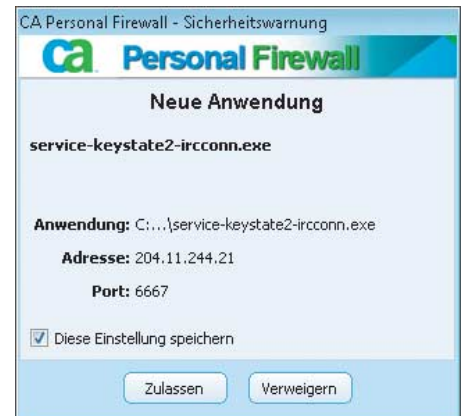 CA Personal Firewall - Sicherheitswarnung
ca Personal Firewall
Neue Anwendung
service-keystate2-ircconn.exe
Anwendung: C:...\service-keystate2-ircconn.exe
Adresse: 204.11.244.21
Port: 6667
Diese Einstellung speichern
Zulassen Verweigern